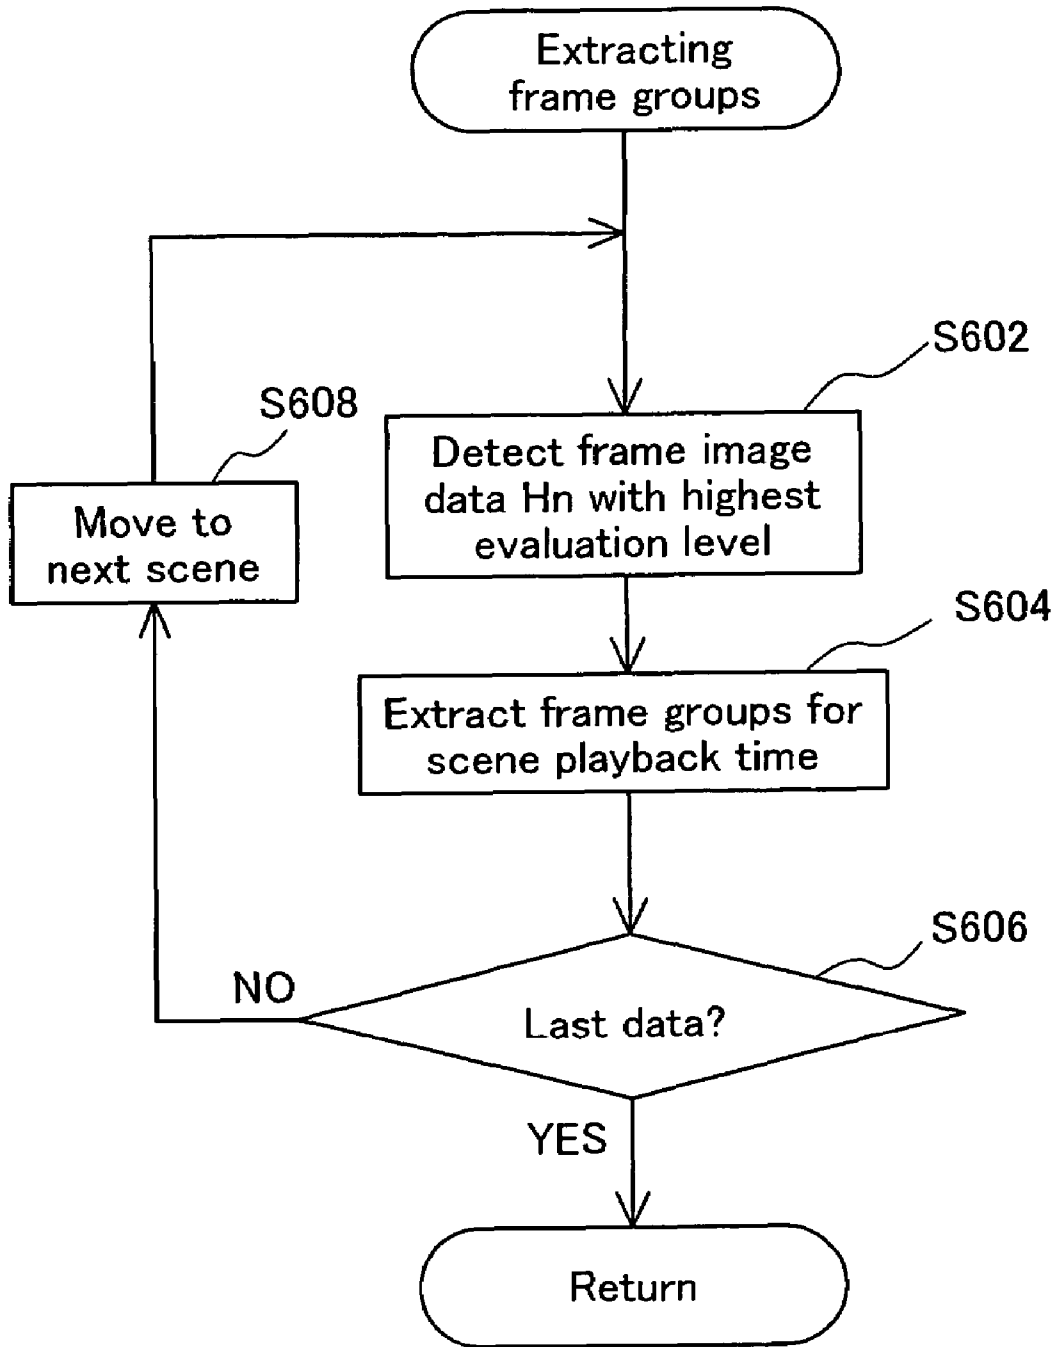 Extracting
frame groups
S602
Detect frame image
data Hn with highest
evaluation level
S608
Move to
next scene
S604
Extract frame groups for
scene playback time
S606
Last data?
NO
YES
Return